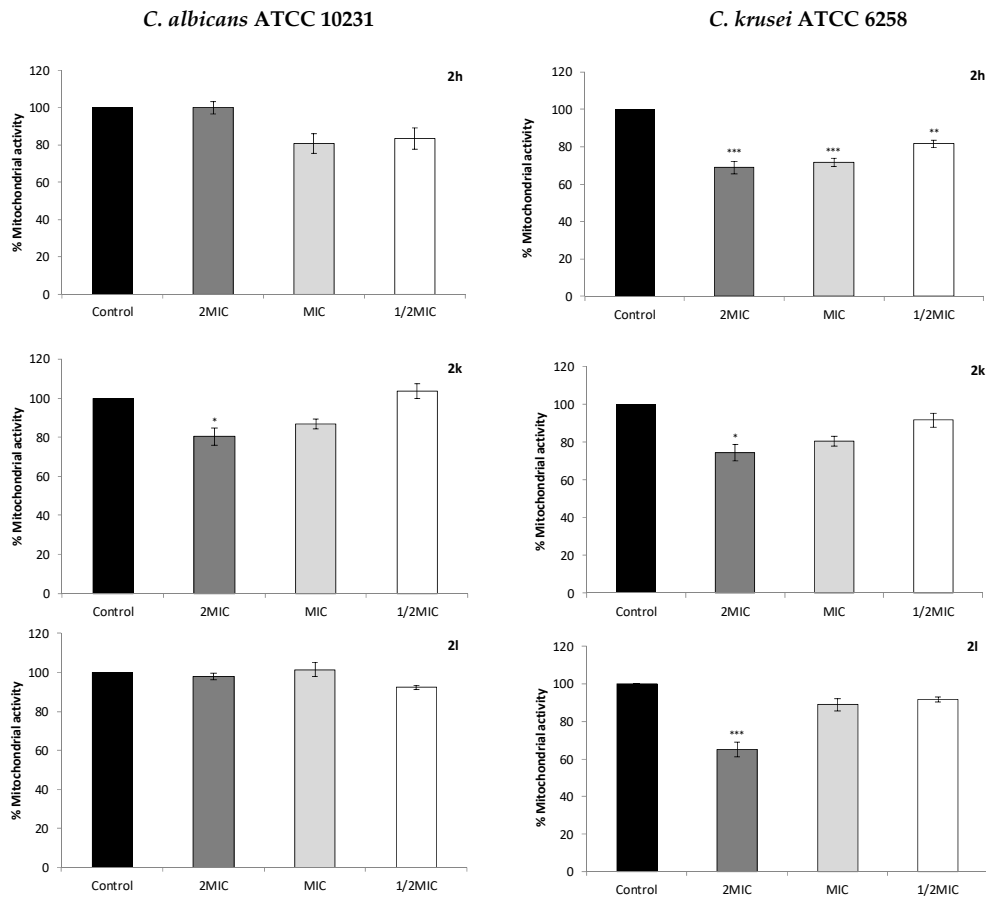 C. albicans ATCC 10231
C. krusei ATCC 6258
2h
% Mitochondrial activity
120
100
80
60
40
20
0
Control 2MIC MIC 1/2MIC
2h
% Mitochondrial activity
120
100
80
60
40
20
0
*** *** **
Control 2MIC MIC 1/2MIC
2k
% Mitochondrial activity
120
100
80
60
40
20
0
*
Control 2MIC MIC 1/2MIC
2k
% Mitochondrial activity
120
100
80
60
40
20
0
*
Control 2MIC MIC 1/2MIC
2l
% Mitochondrial activity
120
100
80
60
40
20
0
Control 2MIC MIC 1/2MIC
2l
% Mitochondrial activity
120
100
80
60
40
20
0
***
Control 2MIC MIC 1/2MIC